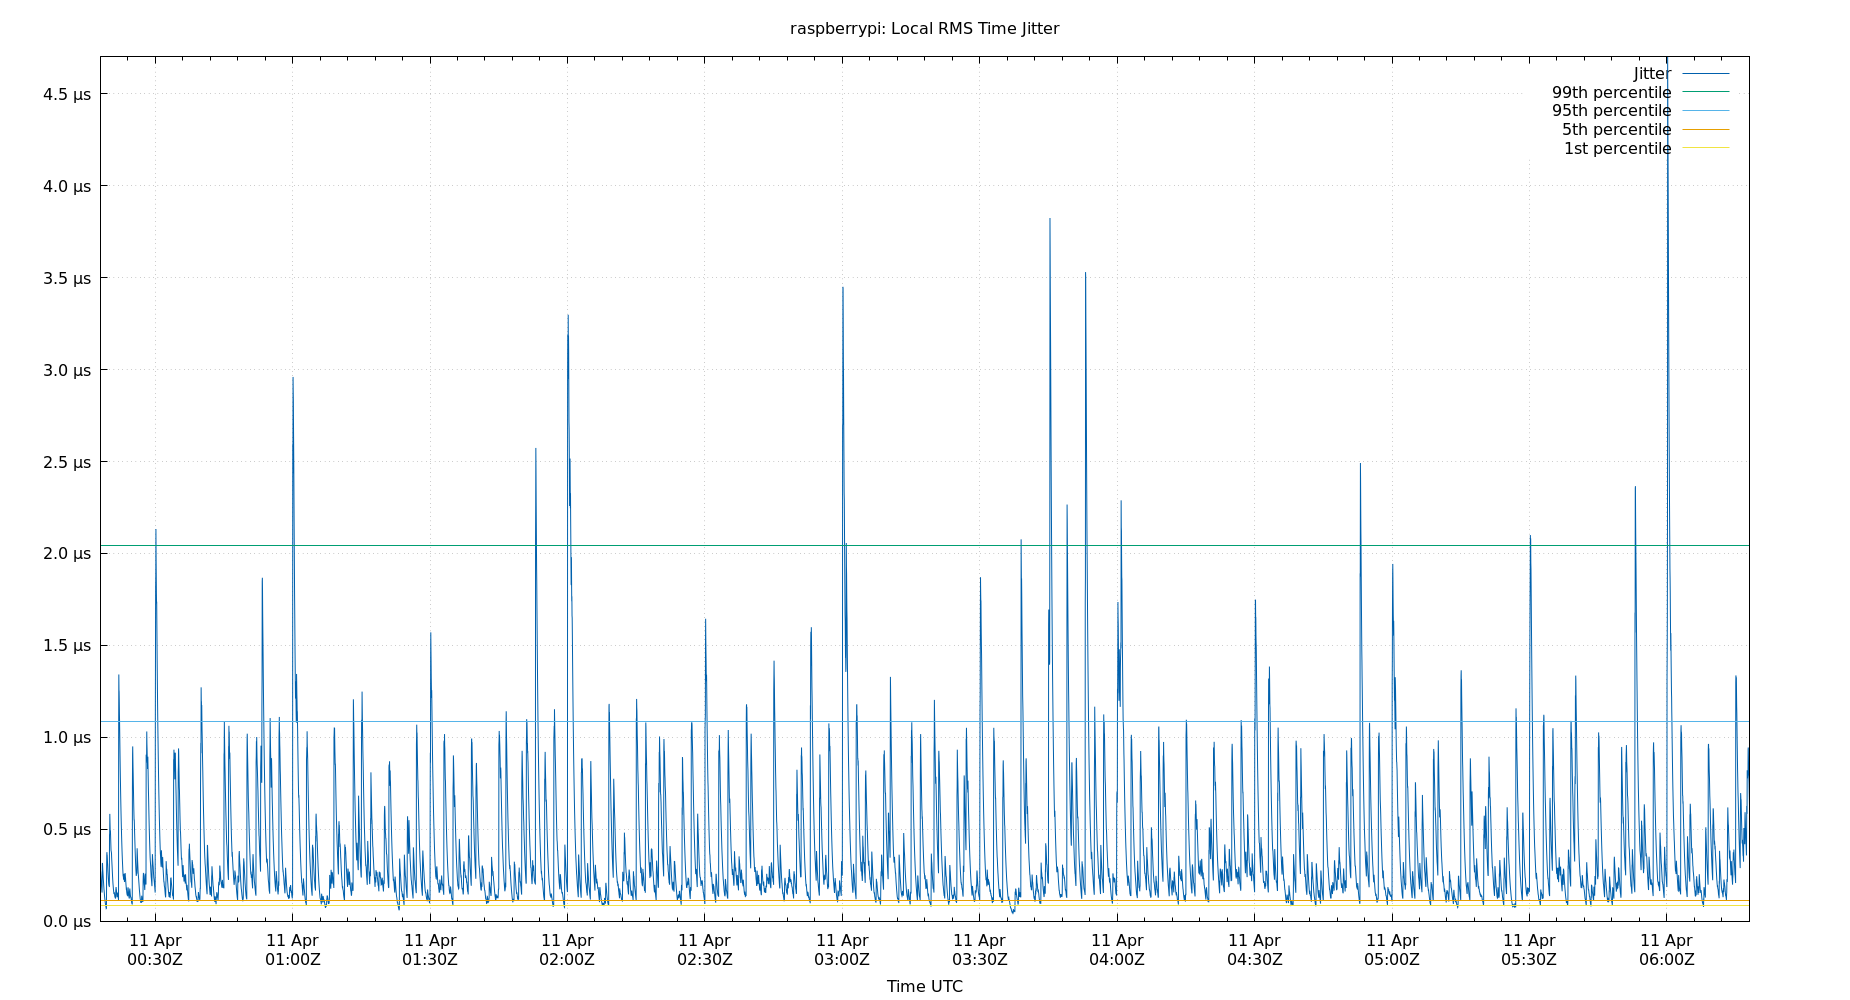 raspberrypi: Local RMS Time Jitter
Jitter
99th percentile
95th percentile
5th percentile
1st percentile
4.5 μs
4.0 μs
3.5 μs
3.0 μs
2.5 μs
2.0 μs
1.5 μs
1.0 μs
0.5 μs
0.0 μs
11 Apr 11 Apr 11 Apr 11 Apr 11 Apr 11 Apr 11 Apr 11 Apr 11 Apr 11 Apr 11 Apr 11 Apr
00:30Z 01:00Z 01:30Z 02:00Z 02:30Z 03:00Z 03:30Z 04:00Z 04:30Z 05:00Z 05:30Z 06:00Z
Time UTC